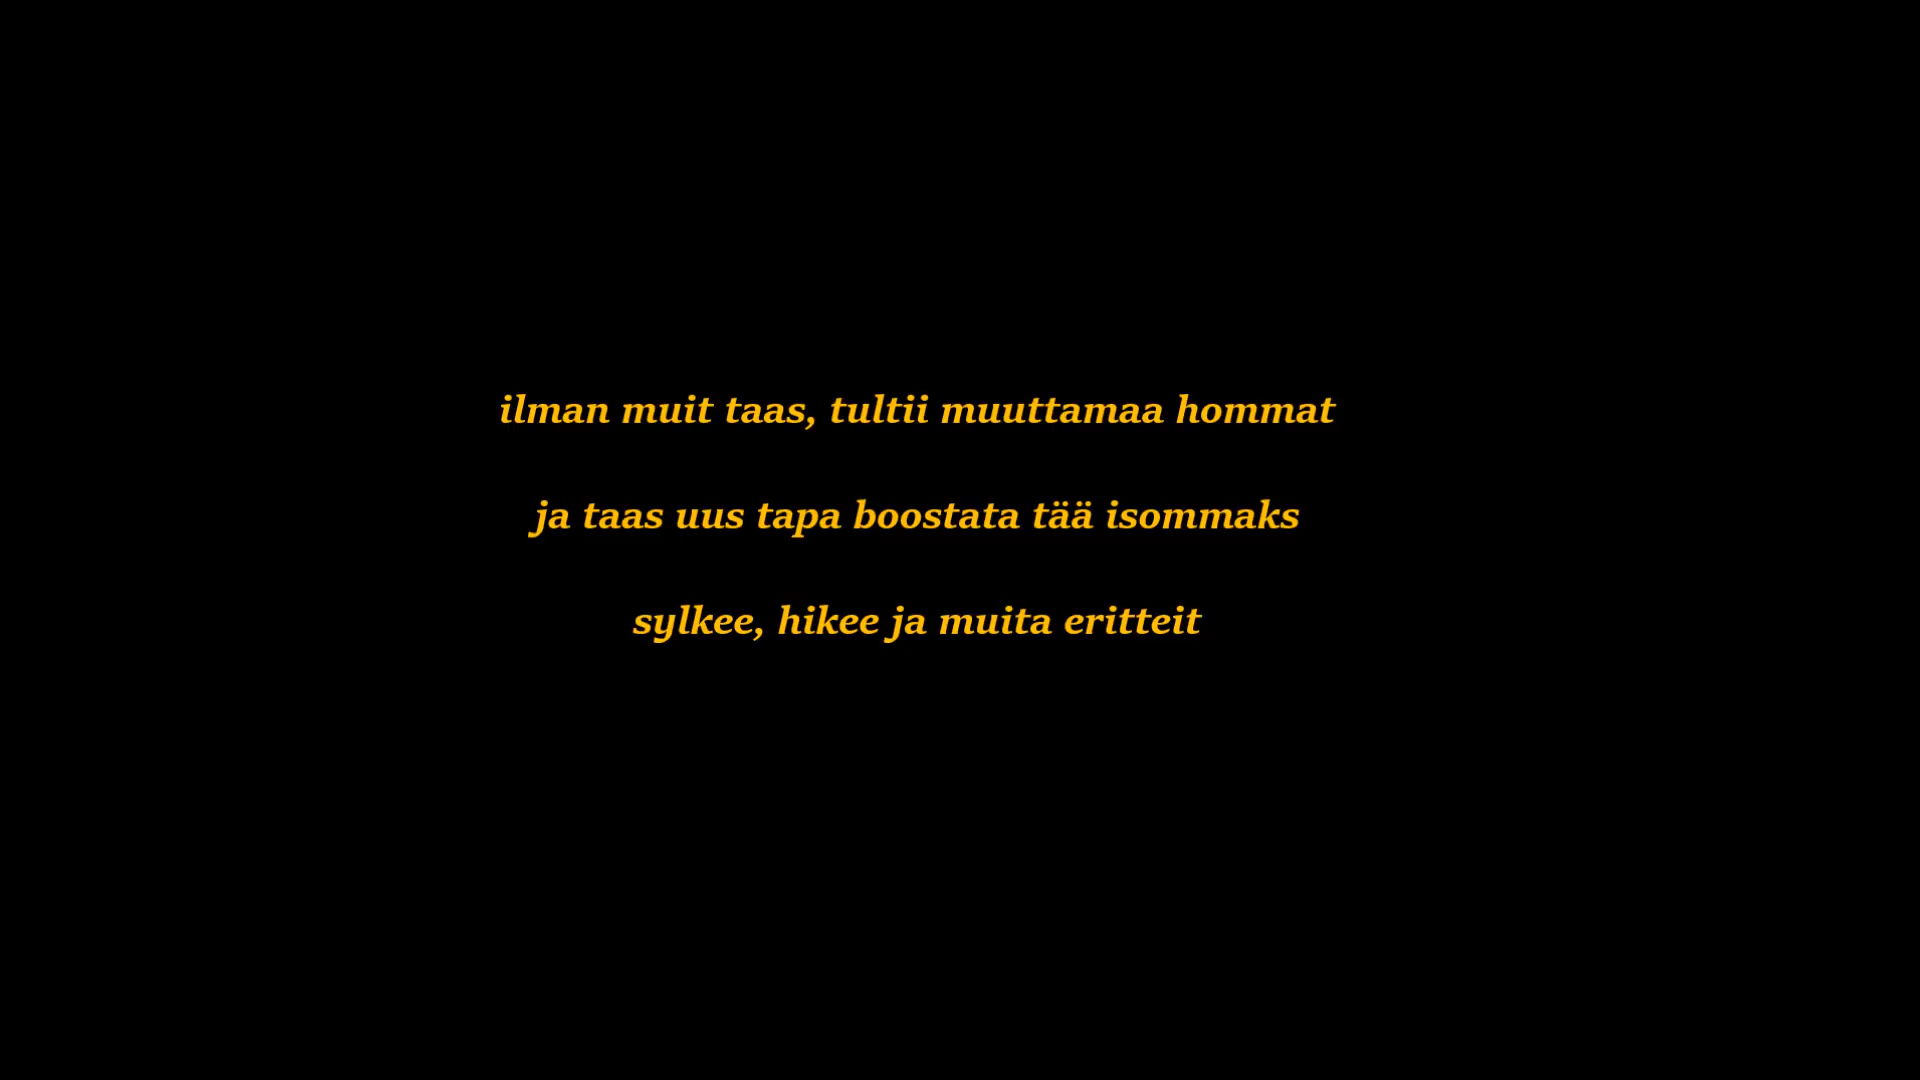 ilman muit taas, tultii muuttamaa hommat
ja taas uus tapa boostata tää isommaks
sylkee, hikee ja muita eritteit